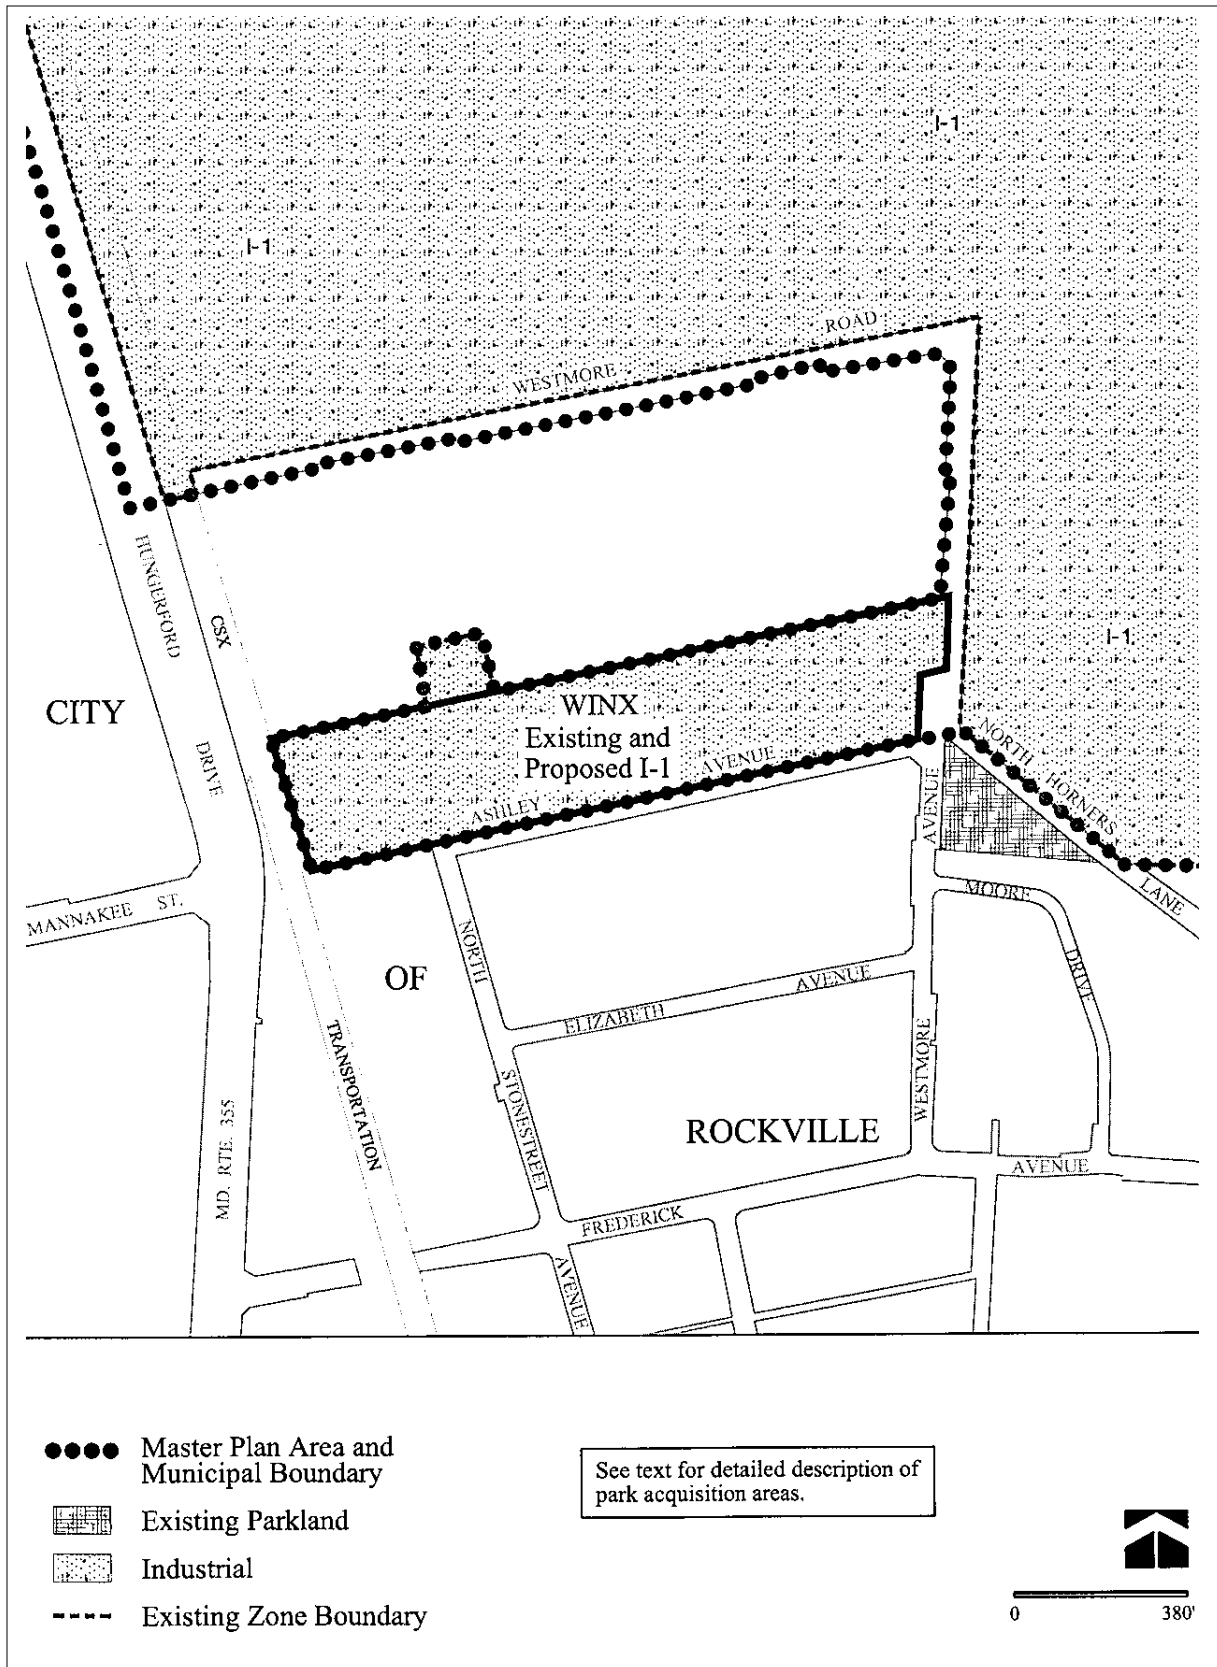 I-1
I-1
ROAD
WESTMORE
HUNGERFORD
CSX
I-1
CITY
WINX
Existing and
Proposed I-1
NORTH HORNERS
DRIVE
AVENUE
ASHLEY
AVENUE
MOORE
LANE
MANNAKEE ST.
NORTH
OF
DRIVE
AVENUE
ELIZABETH
TRANSPORTATION
WESTMORE
STONESTREET
MD. RTE. 355
ROCKVILLE
AVENUE
FREDERICK
AVENUE
Master Plan Area and
Municipal Boundary
See text for detailed description of
park acquisition areas.
Existing Parkland
Industrial
Existing Zone Boundary
0 380'